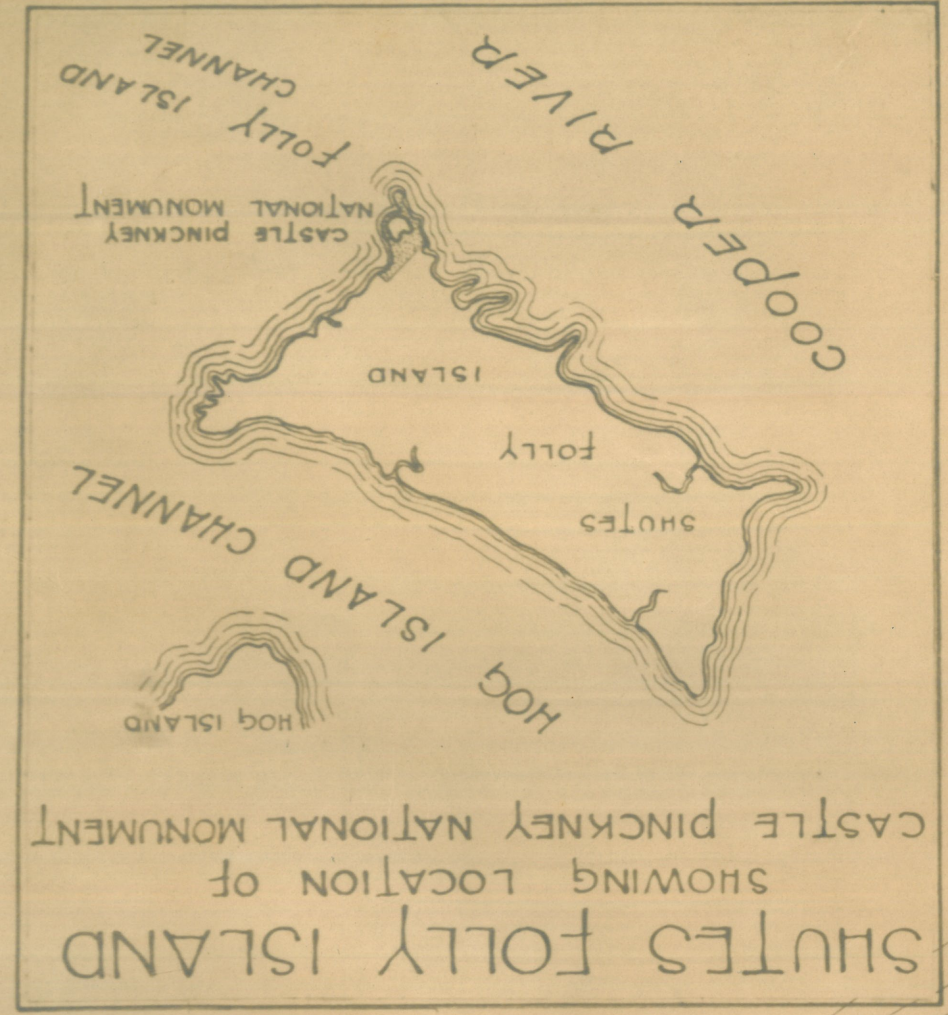 SHUTES FOLLY ISLAND
SHOWING LOCATION OF
CASTLE PINCKNEY NATIONAL MONUMENT
HOG ISLAND
HOG ISLAND CHANNEL
SHUTES
FOLLY
ISLAND
COOPER RIVER
CASTLE PINCKNEY
NATIONAL MONUMENT
FOLLY ISLAND
CHANNEL